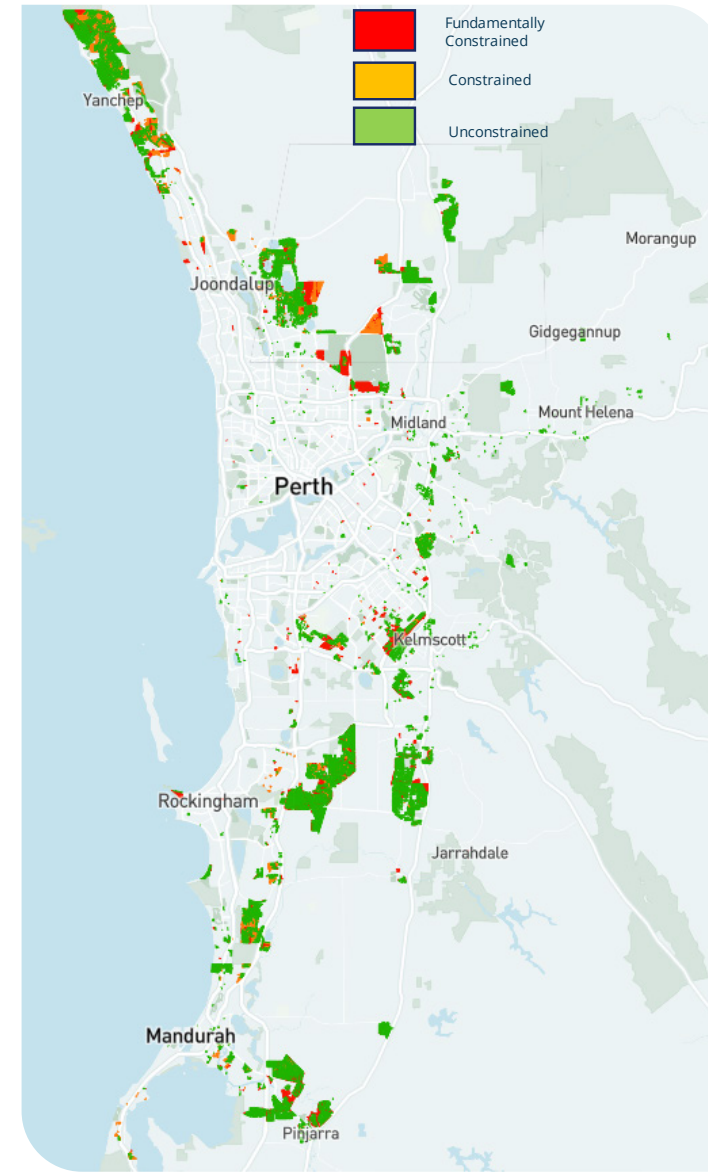 Fundamentally
Constrained
Constrained
Unconstrained
Yanchep
Morangup
Joondalup
Gidgegannup
Mount Helena
Midland
Perth
Kelmscott
Rockingham
Jarrahdale
Mandurah
Pinjarra